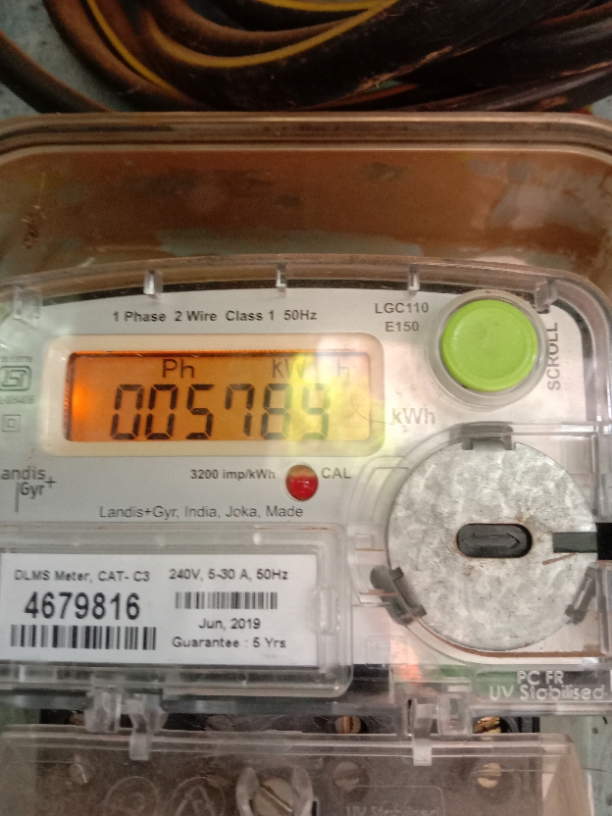 1 Phase 2 Wire Class 1 50Hz
LGC110
E150
SCROLL
Ph kW h
005789
kWh
ISI
3200 imp/kWh
CAL
andis
Gyr+
Landis+Gyr, India, Joka, Made
DLMS Meter, CAT- C3
4679816
240V, 5-30 A, 50Hz
Jun, 2019
Guarantee : 5 Yrs
PC FR
UV Stabilised